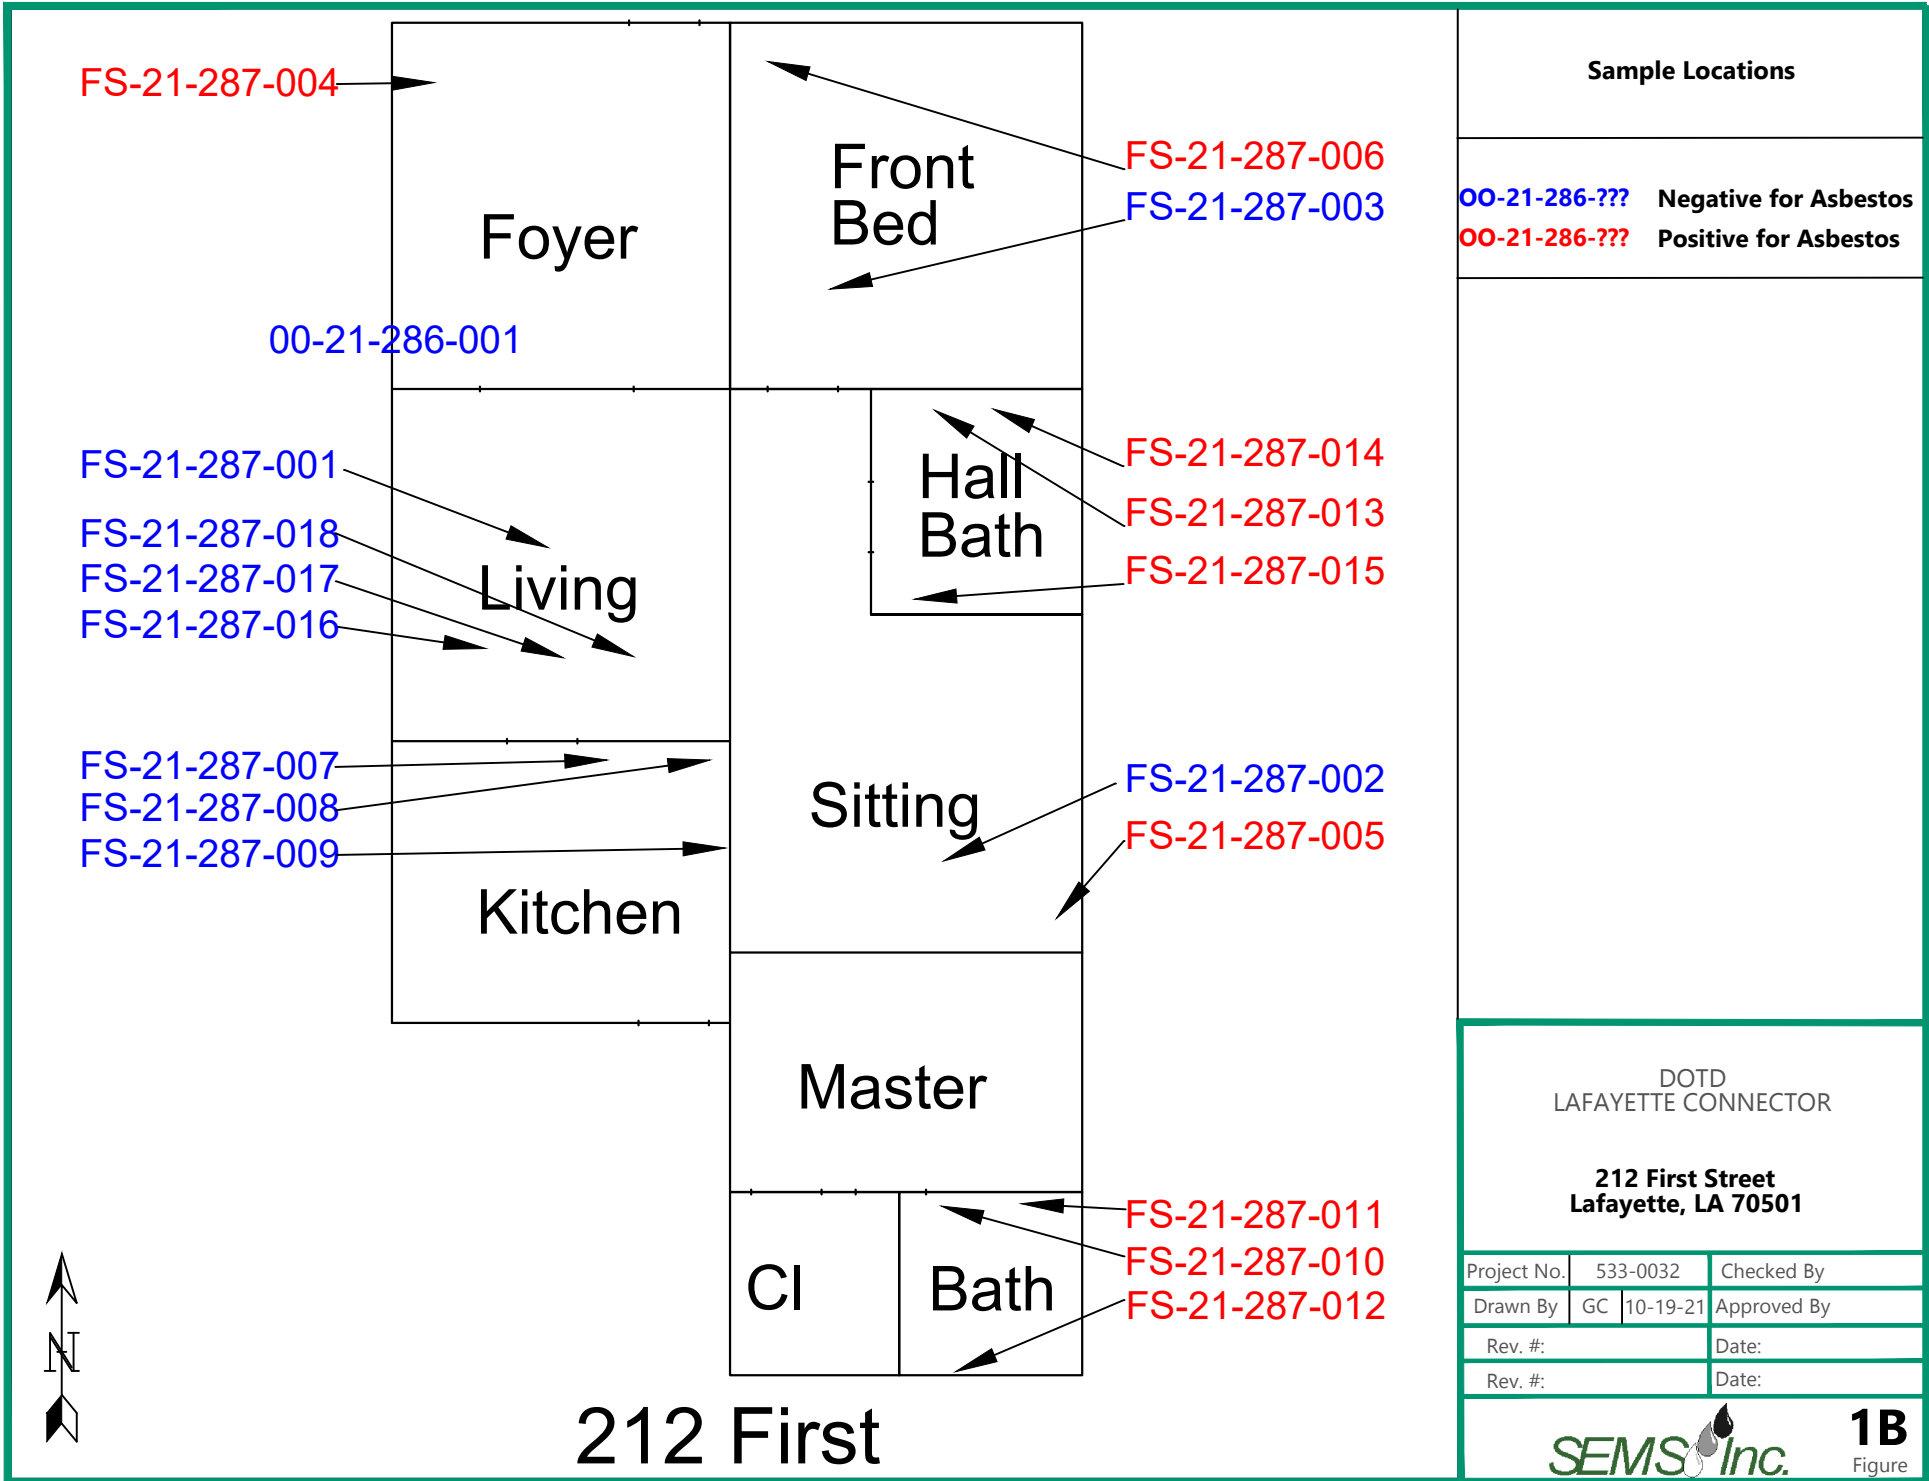 FS-21-287-004
Foyer
Front
Bed
FS-21-287-006
FS-21-287-003
00-21-286-001
FS-21-287-001
FS-21-287-018
FS-21-287-017
FS-21-287-016
Living
Hall
Bath
FS-21-287-014
FS-21-287-013
FS-21-287-015
FS-21-287-007
FS-21-287-008
FS-21-287-009
Kitchen
Sitting
FS-21-287-002
FS-21-287-005
Master
Cl
Bath
FS-21-287-011
FS-21-287-010
FS-21-287-012
N
212 First
Sample Locations
OO-21-286-??? Negative for Asbestos
OO-21-286-??? Positive for Asbestos
DOTD
LAFAYETTE CONNECTOR
212 First Street
Lafayette, LA 70501
Project No. 533-0032 Checked By
Drawn By GC 10-19-21 Approved By
Rev. #: Date:
Rev. #: Date:
SEMS Inc.
1B
Figure